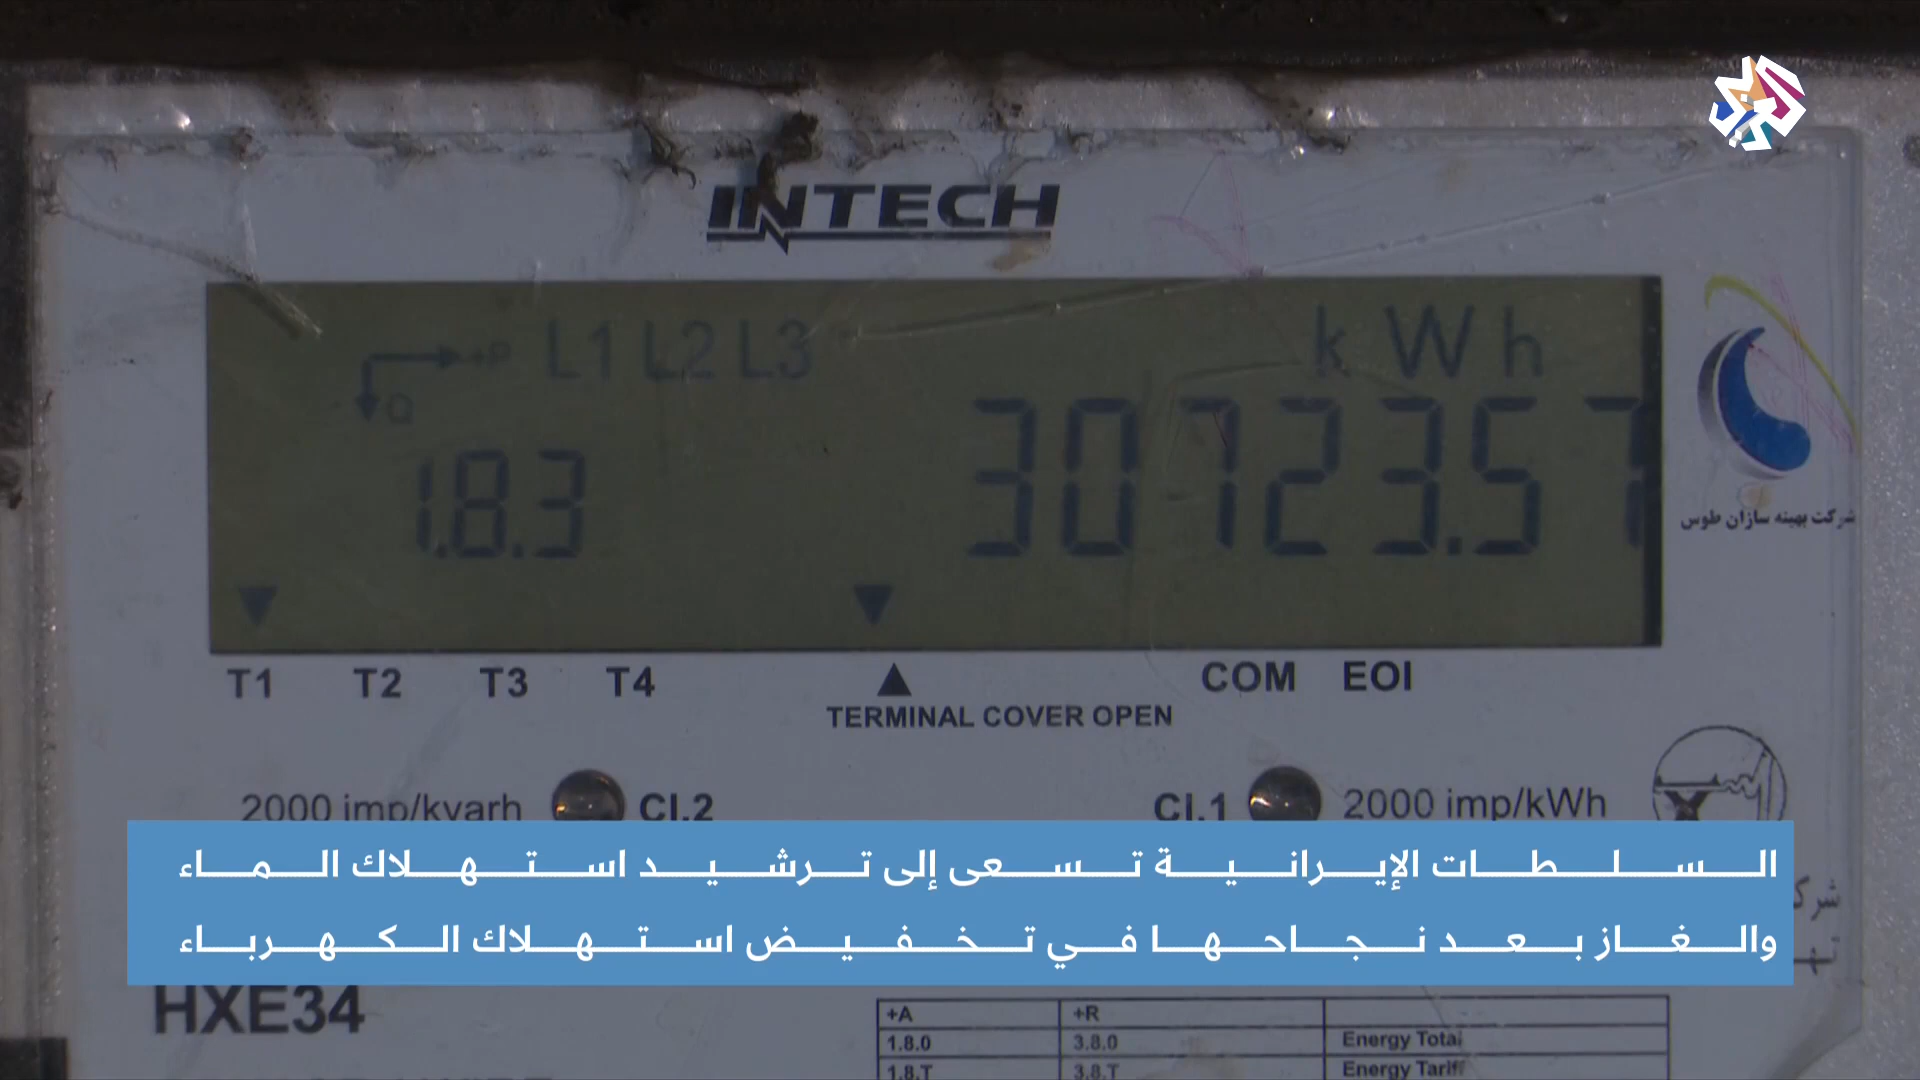 INTECH
+P L1 L2 L3 kWh
Q
1.8.3 30723.57
شرکت بهینه سازان طوس
T1 T2 T3 T4 COM EOI
TERMINAL COVER OPEN
2000 imp/kvarh Cl.2 Cl.1 2000 imp/kWh
السلطات الإيرانية تسعى إلى ترشيد استهلاك الماء
والغاز بعد نجاحها في تخفيض استهلاك الكهرباء
HXE34
+A +R
1.8.0 3.8.0 Energy Total
1.8.T 3.8.T Energy Tariff